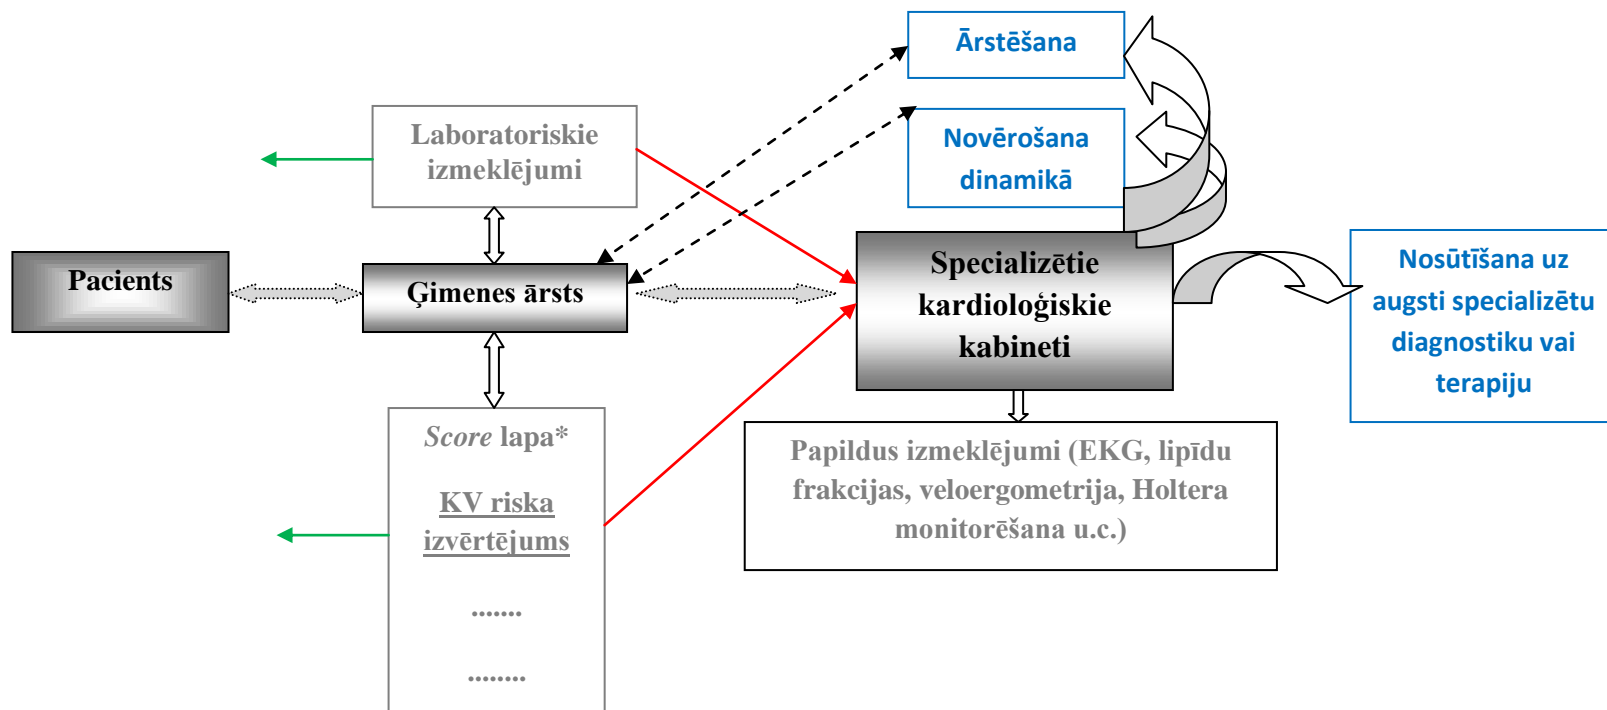 Ārstēšana
Novērošana
dinamikā
Laboratoriskie
izmeklējumi
Pacients
Ģimenes ārsts
Specializētie
kardioloģiskie
kabineti
Nosūtīšana uz
augsti specializētu
diagnostiku vai
terapiju
Score lapa*
KV riska
izvērtējums
.......
........
Papildus izmeklējumi (EKG, lipīdu
frakcijas, veloergometrija, Holtera
monitorēšana u.c.)